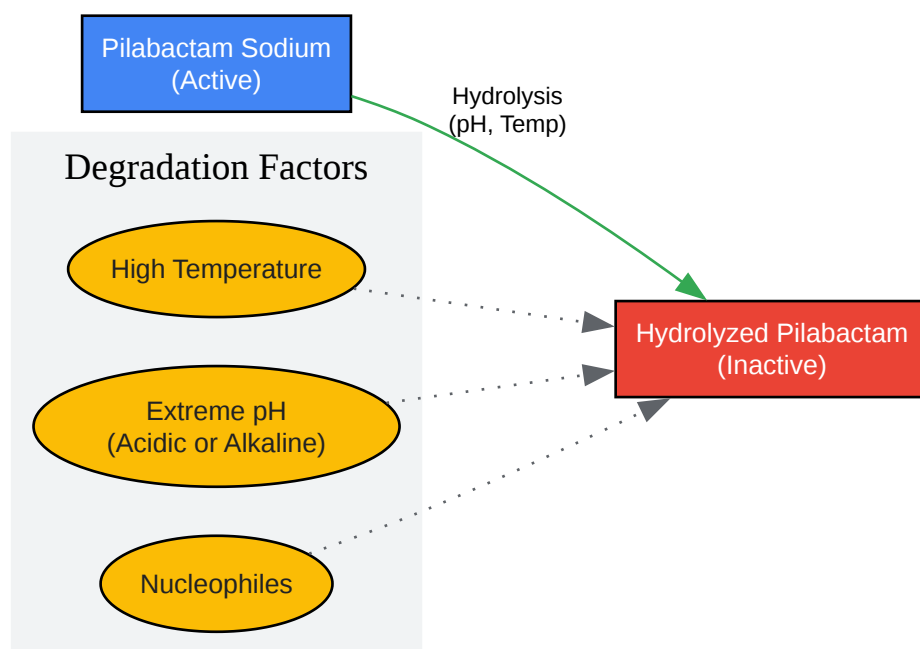 Pilabactam Sodium
(Active)
Hydrolysis
(pH, Temp)
Degradation Factors
High Temperature
Hydrolyzed Pilabactam
(Inactive)
Extreme pH
(Acidic or Alkaline)
Nucleophiles